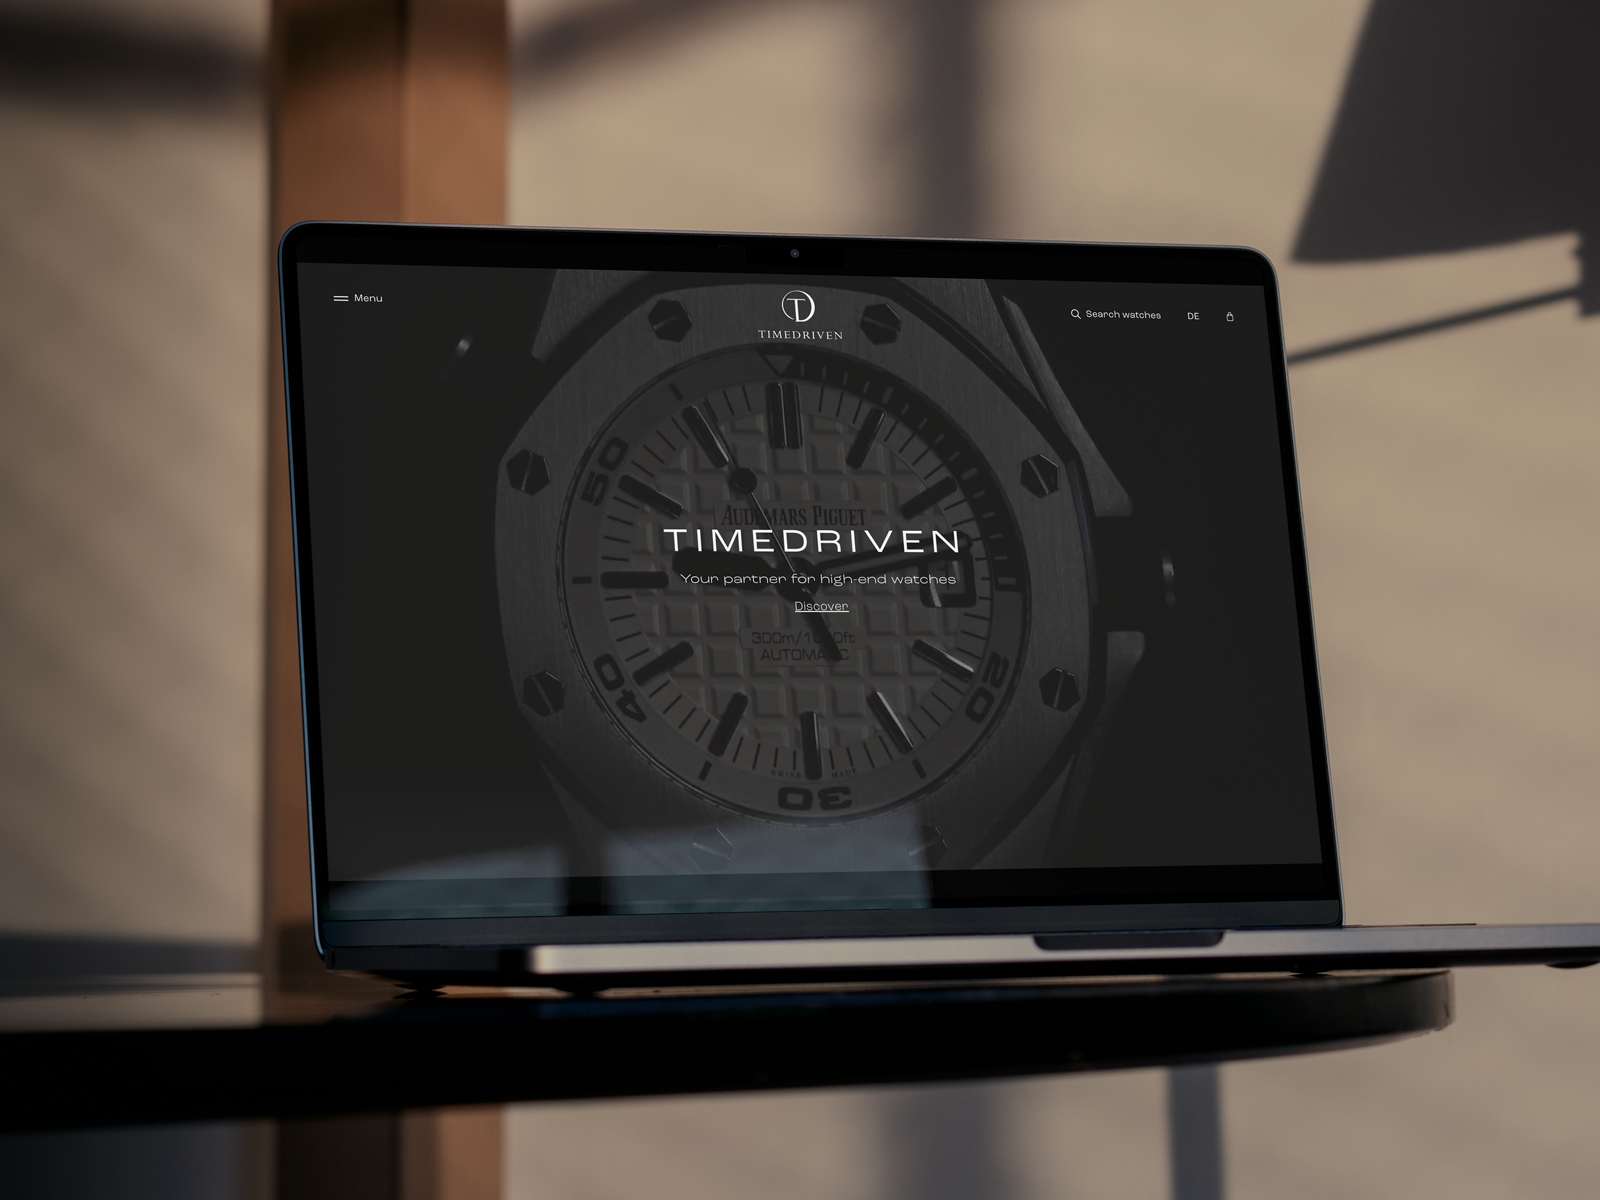 Menu
TD
TIMEDRIVEN
Search watches
DE
50
AUDEMARS PIGUET
TIMEDRIVEN
Your partner for high-end watches
Discover
300m/1000ft
AUTOMATIC
40
20
SWISS MADE
30